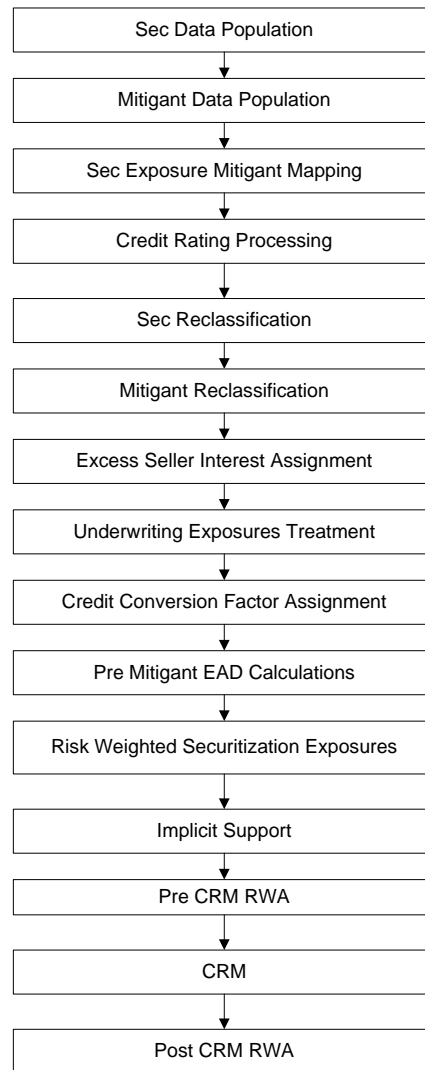 Sec Data Population
Mitigant Data Population
Sec Exposure Mitigant Mapping
Credit Rating Processing
Sec Reclassification
Mitigant Reclassification
Excess Seller Interest Assignment
Underwriting Exposures Treatment
Credit Conversion Factor Assignment
Pre Mitigant EAD Calculations
Risk Weighted Securitization Exposures
Implicit Support
Pre CRM RWA
CRM
Post CRM RWA